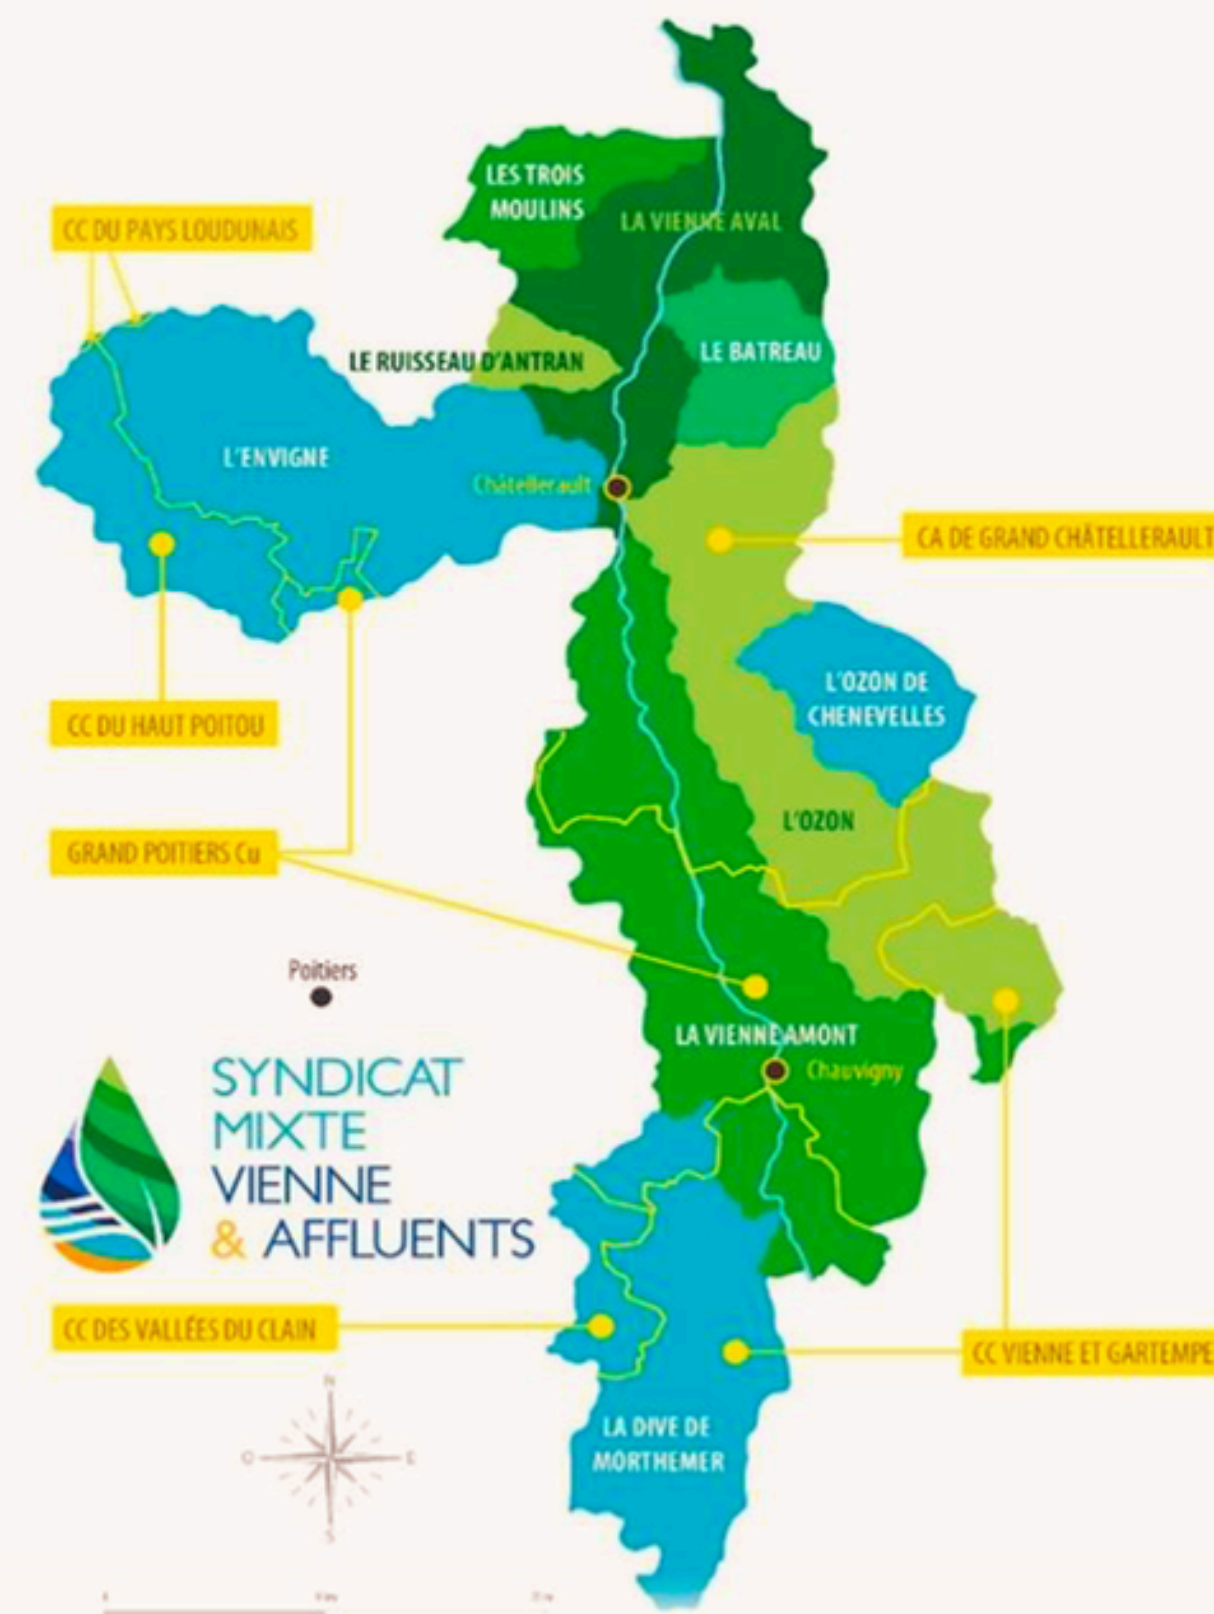 LES TROIS
MOULINS
CC DU PAYS LOUDUNAIS
LA VIENNE AVAL
LE RUISSEAU D'ANTRAN
LE BATREAU
L'ENVIGNE
Châtellerault
CA DE GRAND CHÂTELLERAULT
L'OZON DE
CHENEVELLES
CC DU HAUT POITOU
L'OZON
GRAND POITIERS Cu
Poitiers
LA VIENNE AMONT
Chauvigny
SYNDICAT
MIXTE
VIENNE
& AFFLUENTS
CC DES VALLÉES DU CLAIN
CC VIENNE ET GARTEMPE
N
O
E
S
LA DIVE DE
MORTHEMER